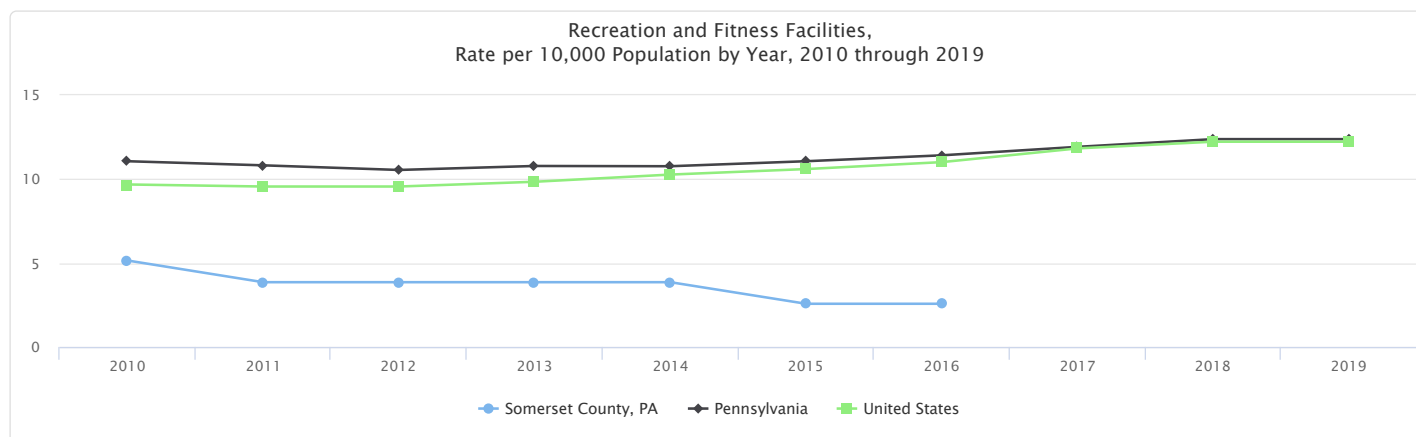 Recreation and Fitness Facilities,
Rate per 10,000 Population by Year, 2010 through 2019
15
10
5
0
2010 2011 2012 2013 2014 2015 2016 2017 2018 2019
Somerset County, PA Pennsylvania United States